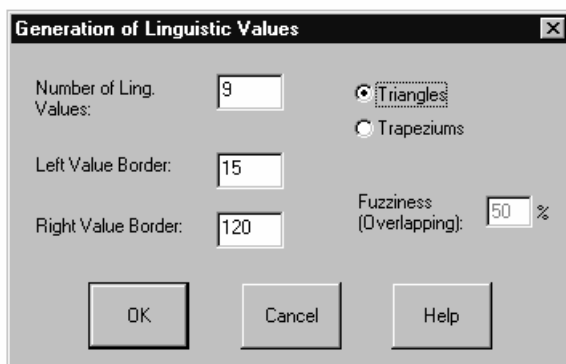 Generation of Linguistic Values
Number of Ling.
Values:
9
Triangles
Trapeziums
Left Value Border:
15
Right Value Border:
120
Fuzziness
(Overlapping):
50
%
OK
Cancel
Help